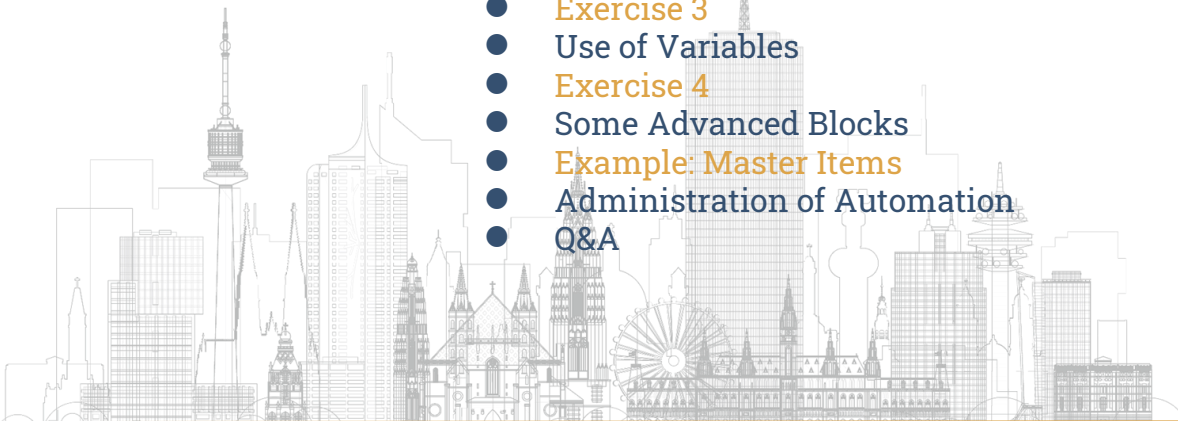 Exercise 3
Use of Variables
Exercise 4
Some Advanced Blocks
Example: Master Items
Administration of Automation
Q&A